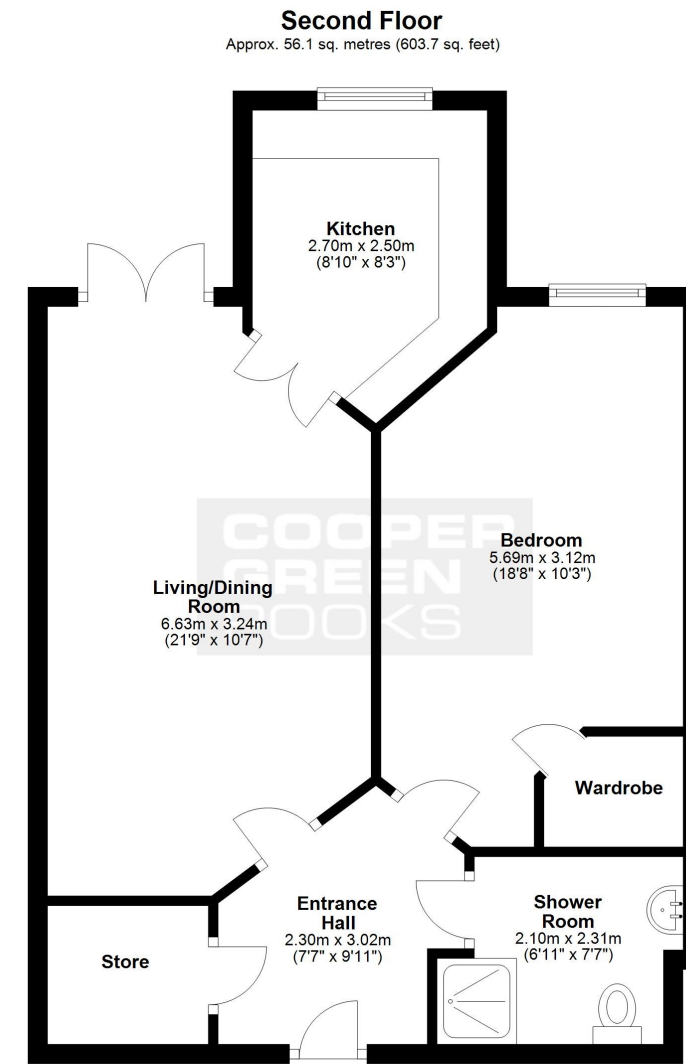 Second Floor
Approx. 56.1 sq. metres (603.7 sq. feet)
Kitchen
2.70m x 2.50m
(8'10" x 8'3")
Bedroom
5.69m x 3.12m
(18'8" x 10'3")
COOPER
GREEN
POOKS
Living/Dining
Room
6.63m x 3.24m
(21'9" x 10'7")
Wardrobe
Entrance
Hall
2.30m x 3.02m
(7'7" x 9'11")
Shower
Room
2.10m x 2.31m
(6'11" x 7'7")
Store